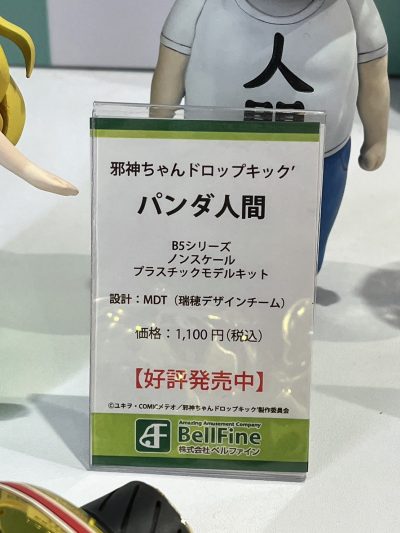 人間
邪神ちゃんドロップキック’
パンダ人間
B5シリーズ
ノンスケール
プラスチックモデルキット
設計：MDT（瑞穂デザインチーム）
価格：1,100円（税込）
【好評発売中】
©ユキヲ・COMICメテオ／邪神ちゃんドロップキック’製作委員会
Amazing Amusement Company
BellFine
株式会社ベルファイン